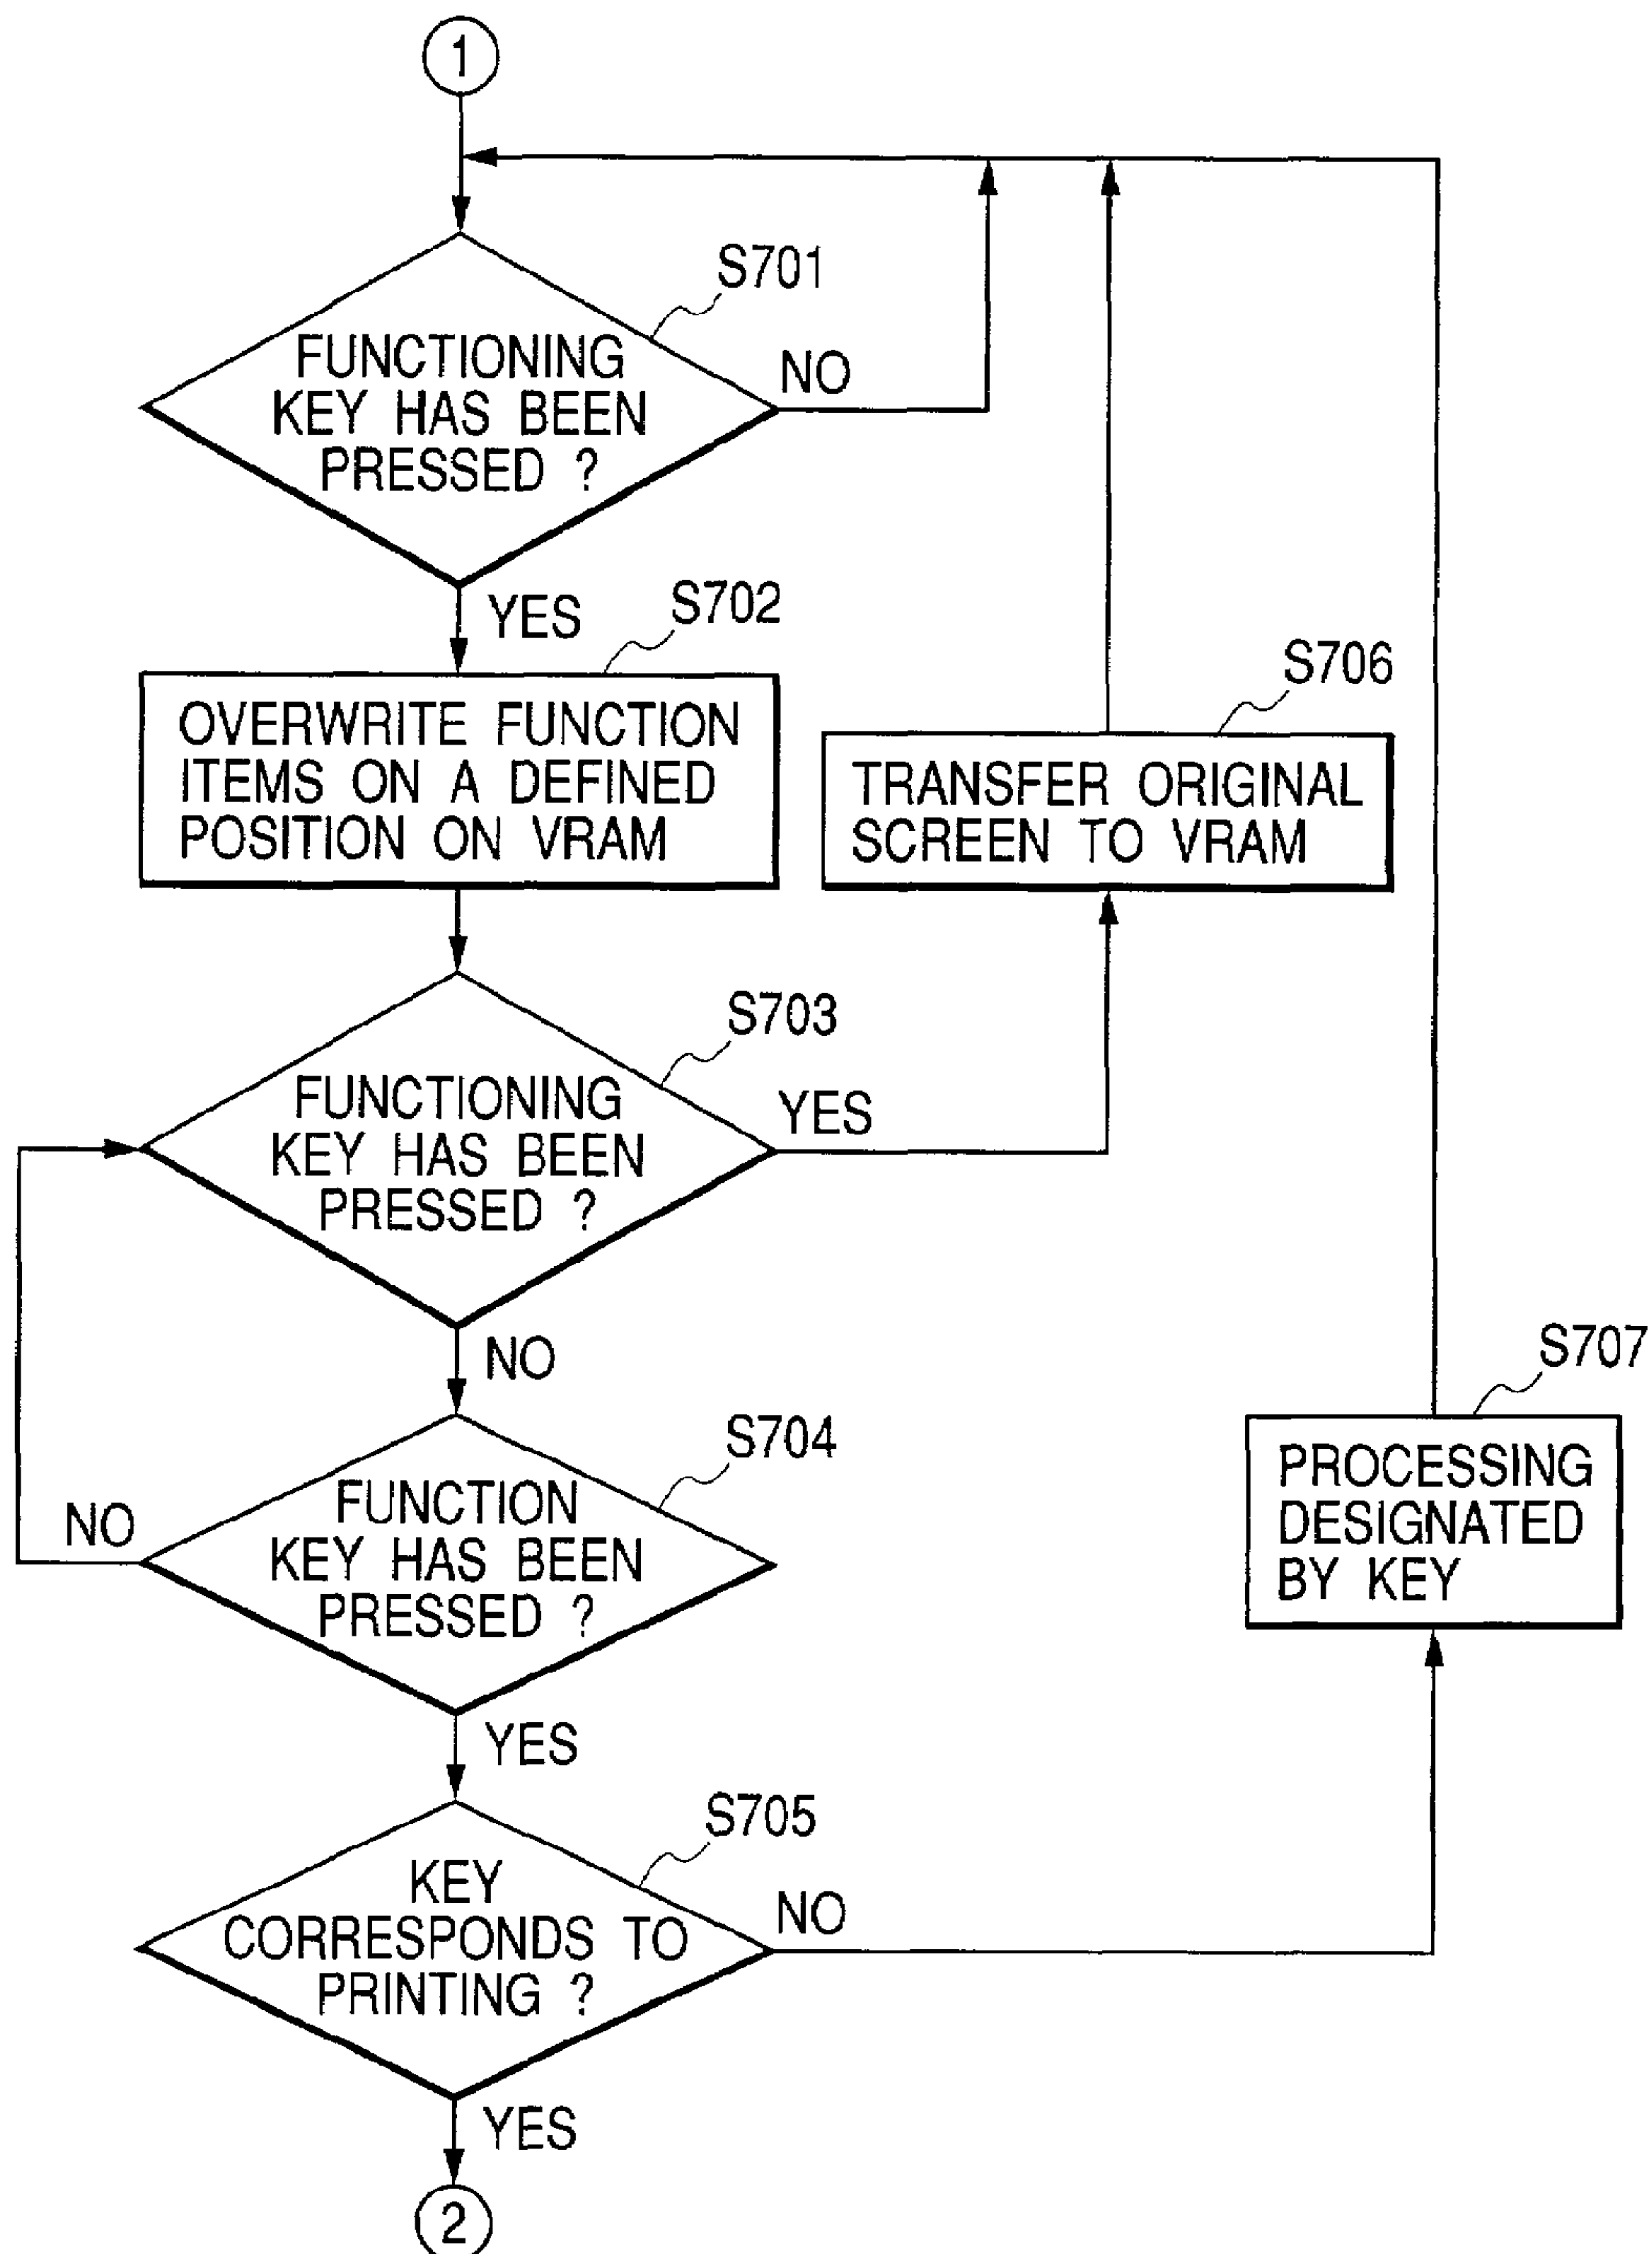 1
S701
FUNCTIONING
KEY HAS BEEN
PRESSED ?
NO
YES
S702
OVERWRITE FUNCTION
ITEMS ON A DEFINED
POSITION ON VRAM
S706
TRANSFER ORIGINAL
SCREEN TO VRAM
S703
FUNCTIONING
KEY HAS BEEN
PRESSED ?
YES
NO
S704
FUNCTION
KEY HAS BEEN
PRESSED ?
NO
YES
S707
PROCESSING
DESIGNATED
BY KEY
S705
KEY
CORRESPONDS TO
PRINTING ?
NO
YES
2